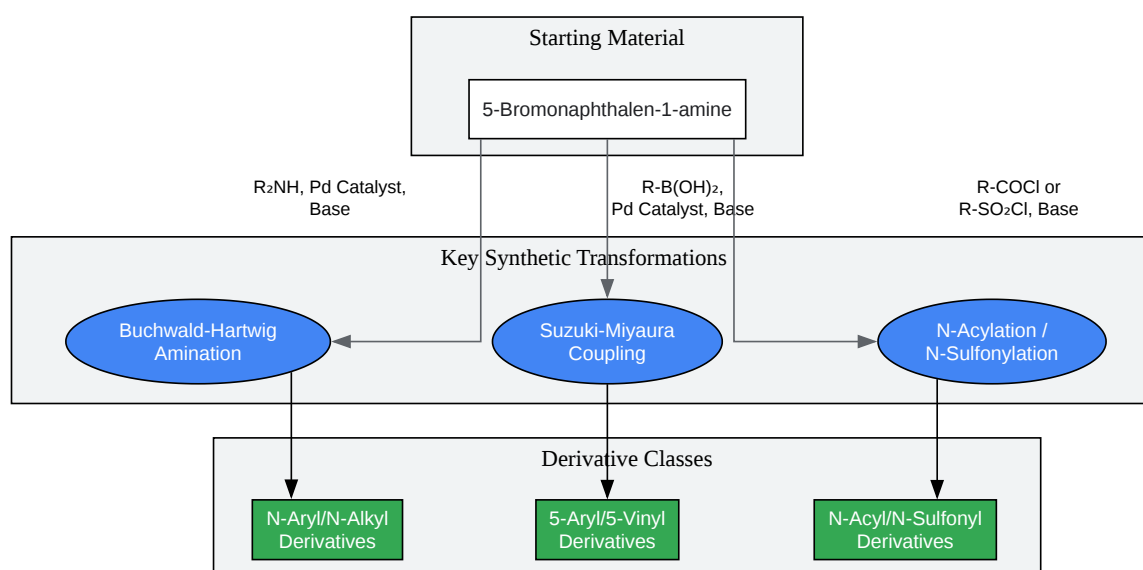 Starting Material
5-Bromonaphthalen-1-amine
R₂NH, Pd Catalyst,
Base
R-B(OH)₂,
Pd Catalyst, Base
R-COCl or
R-SO₂Cl, Base
Key Synthetic Transformations
Buchwald-Hartwig
Amination
Suzuki-Miyaura
Coupling
N-Acylation /
N-Sulfonylation
Derivative Classes
N-Aryl/N-Alkyl
Derivatives
5-Aryl/5-Vinyl
Derivatives
N-Acyl/N-Sulfonyl
Derivatives